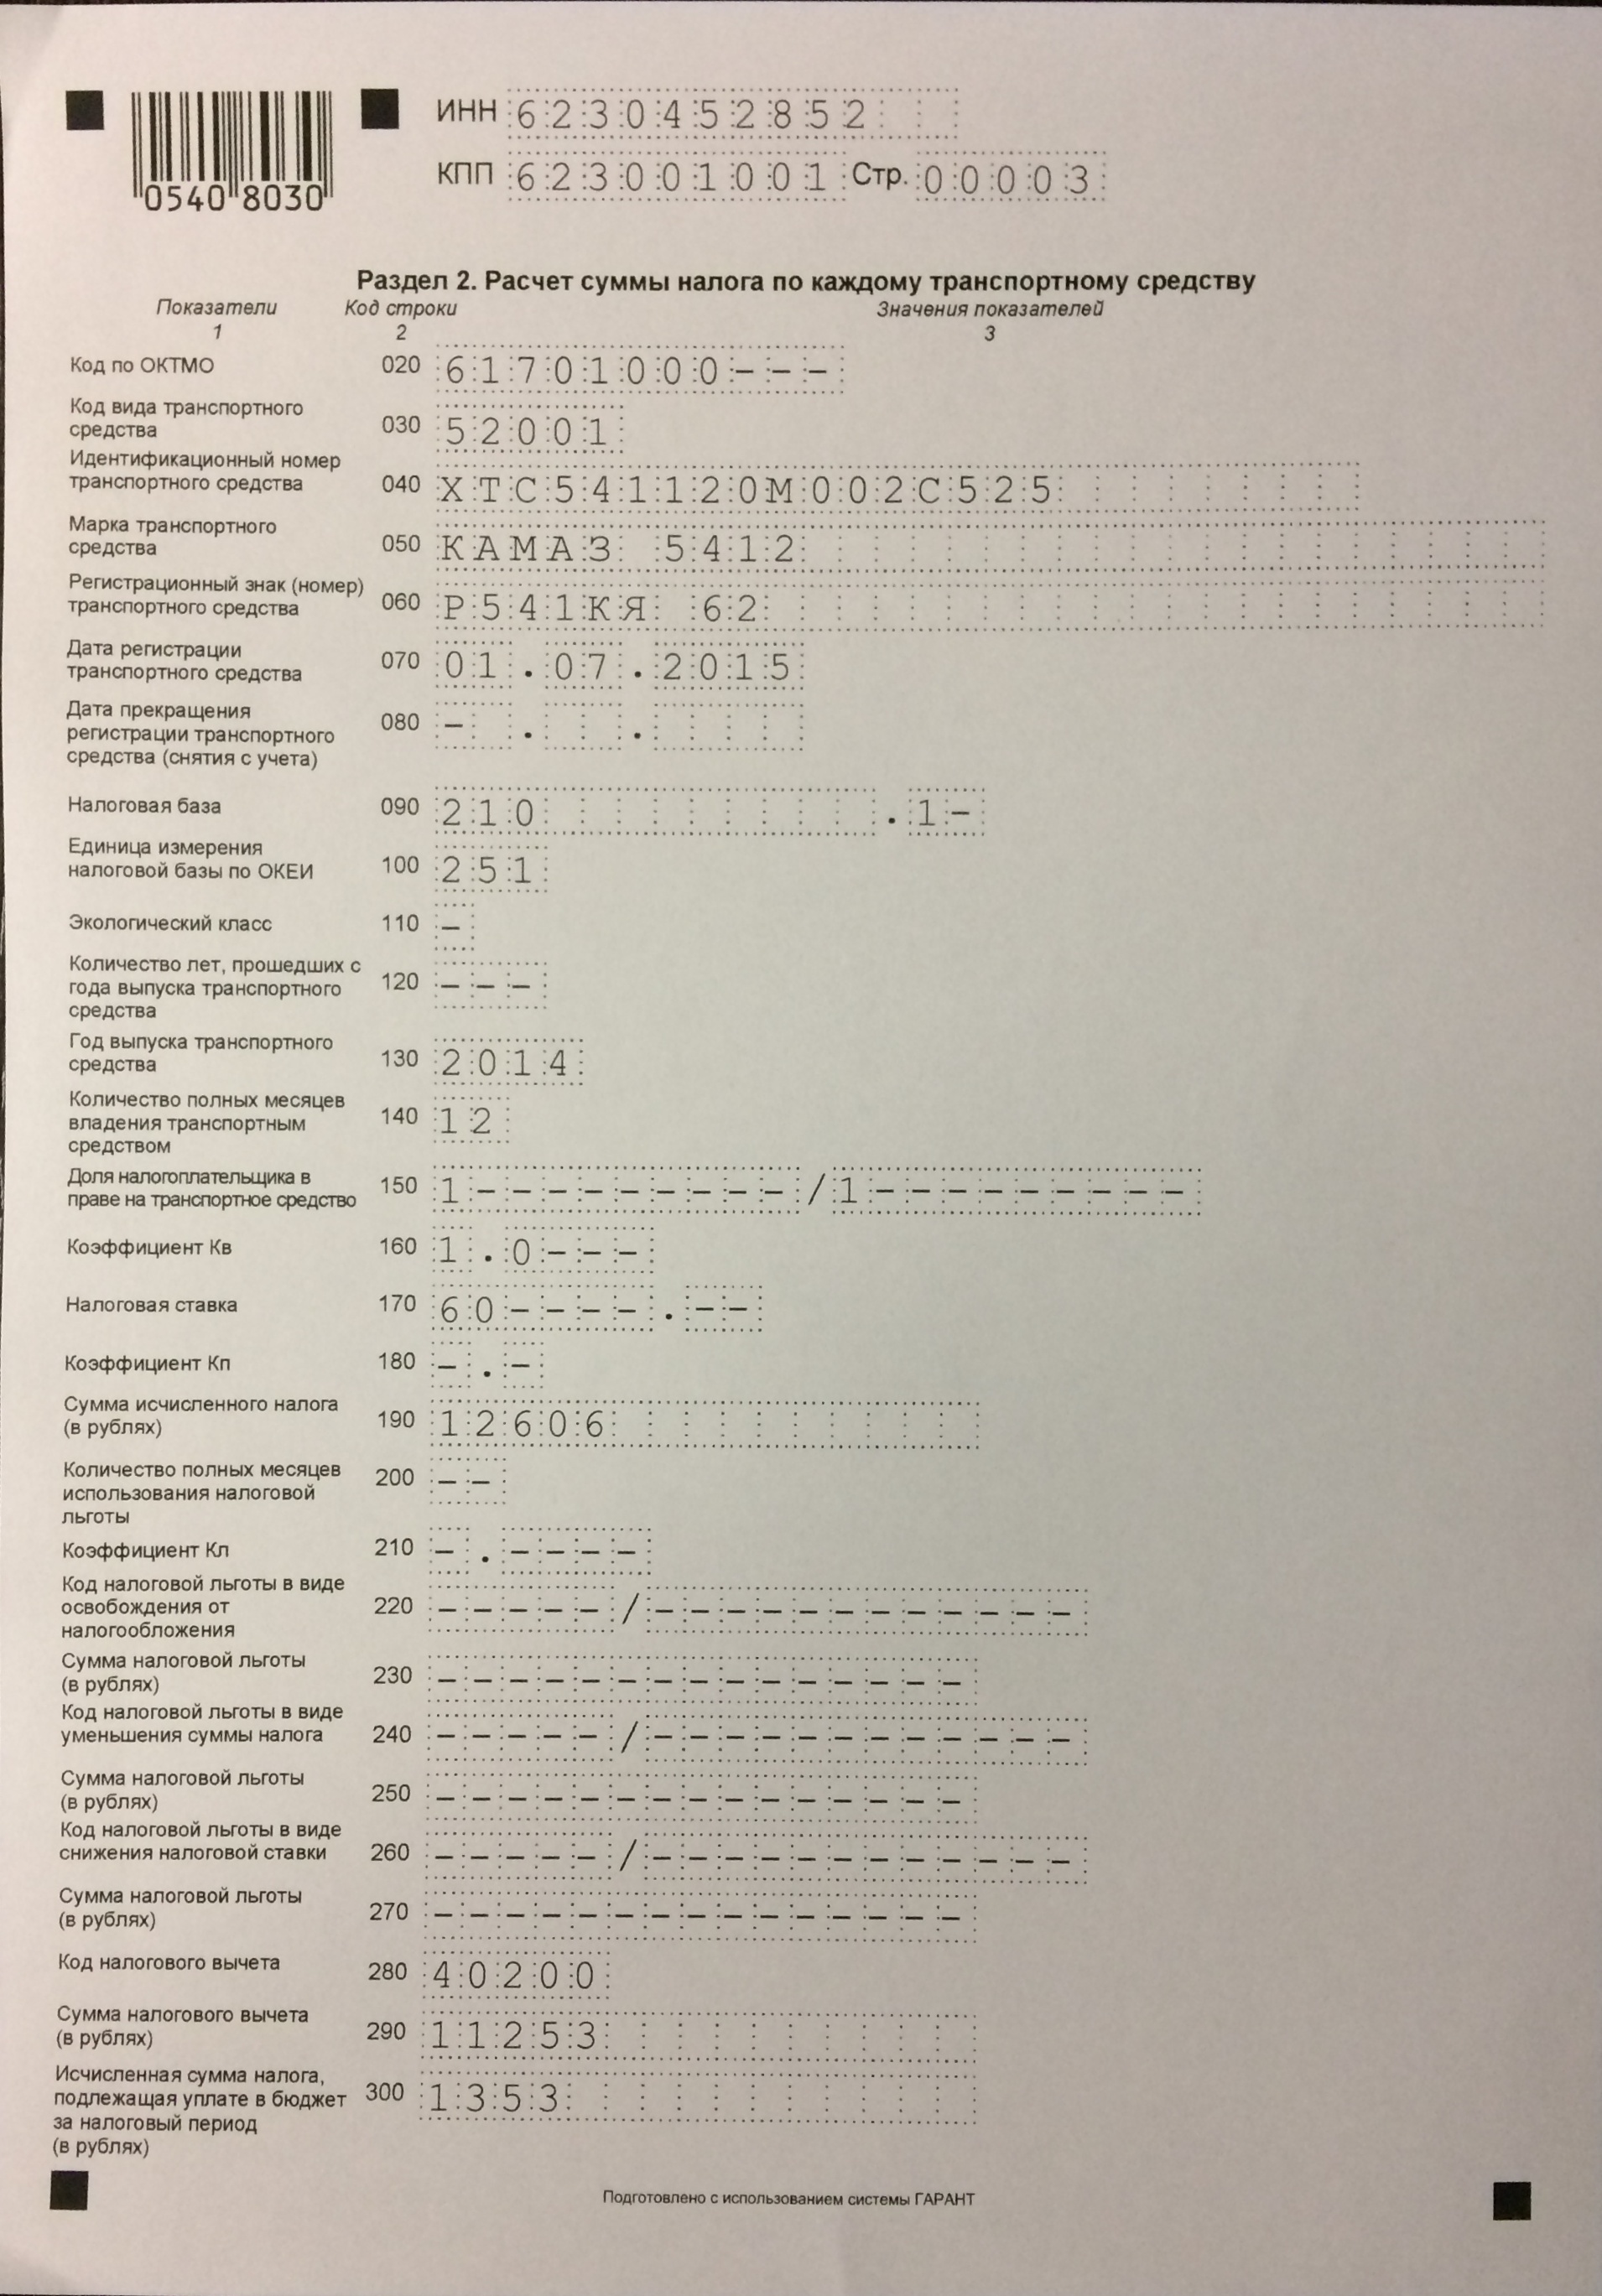 ИНН 6230452852
КПП 623001001 Стр. 00003
0540 8030
Раздел 2. Расчет суммы налога по каждому транспортному средству
Показатели Код строки Значения показателей
1 2 3
Код по ОКТМО 020 61701000---
Код вида транспортного
средства 030 52001
Идентификационный номер
транспортного средства 040 XTC541120M002C525
Марка транспортного
средства 050 КАМАЗ 5412
Регистрационный знак (номер)
транспортного средства 060 Р541КЯ 62
Дата регистрации
транспортного средства 070 01.07.2015
Дата прекращения
регистрации транспортного 080 - . .
средства (снятия с учета)
Налоговая база 090 210 .1-
Единица измерения
налоговой базы по ОКЕИ 100 251
Экологический класс 110 -
Количество лет, прошедших с
года выпуска транспортного 120 ---
средства
Год выпуска транспортного
средства 130 2014
Количество полных месяцев
владения транспортным 140 12
средством
Доля налогоплательщика в
праве на транспортное средство 150 1---------/1---------
Коэффициент Кв 160 1.0---
Налоговая ставка 170 60----.--
Коэффициент Кп 180 -.-
Сумма исчисленного налога
(в рублях) 190 12606
Количество полных месяцев
использования налоговой 200 --
льготы
Коэффициент Кл 210 -.----
Код налоговой льготы в виде
освобождения от 220 -----/------------
налогообложения
Сумма налоговой льготы
(в рублях) 230 ---------------
Код налоговой льготы в виде
уменьшения суммы налога 240 -----/------------
Сумма налоговой льготы
(в рублях) 250 ---------------
Код налоговой льготы в виде
снижения налоговой ставки 260 -----/------------
Сумма налоговой льготы
(в рублях) 270 ---------------
Код налогового вычета 280 40200
Сумма налогового вычета
(в рублях) 290 11253
Исчисленная сумма налога,
подлежащая уплате в бюджет 300 1353
за налоговый период
(в рублях)
Подготовлено с использованием системы ГАРАНТ